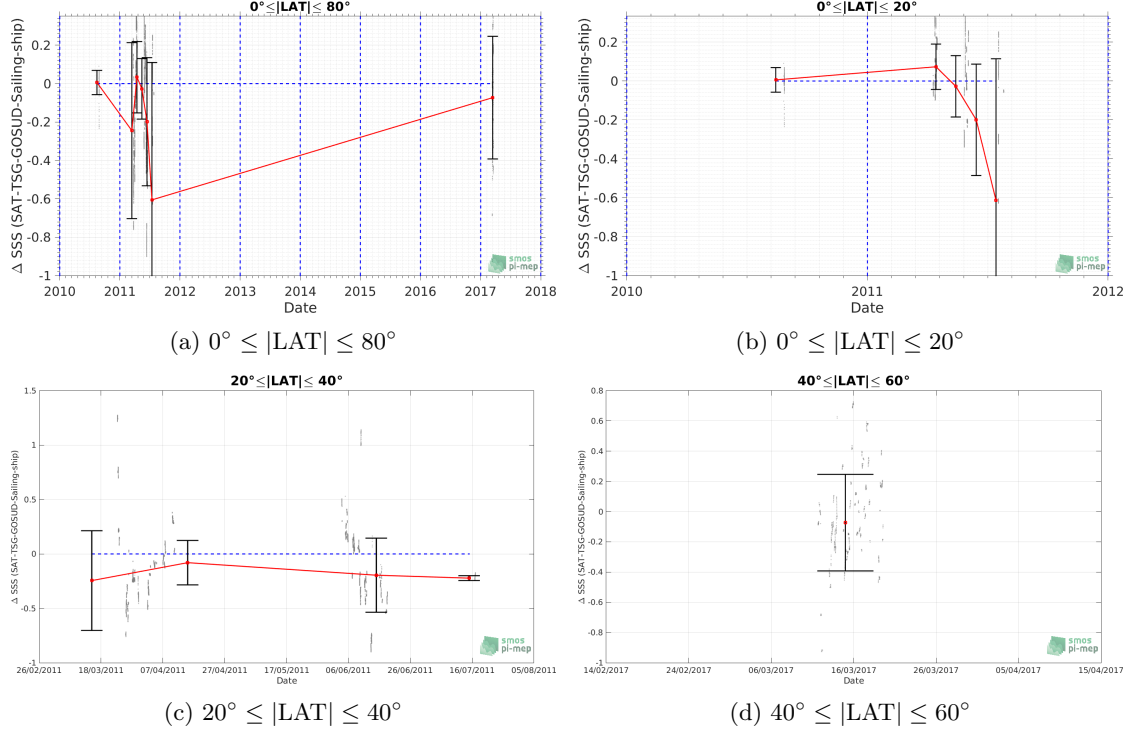 0°≤|LAT|≤ 80°
Δ SSS (SAT-TSG-GOSUD-Sailing-ship)
0.2
0
-0.2
-0.4
-0.6
-0.8
-1
2010 2011 2012 2013 2014 2015 2016 2017 2018
Date
smos
pi-mep
(a) 0° ≤ |LAT| ≤ 80°
0°≤|LAT|≤ 20°
Δ SSS (SAT-TSG-GOSUD-Sailing-ship)
0.2
0
-0.2
-0.4
-0.6
-0.8
-1
2010 2011 2012
Date
smos
pi-mep
(b) 0° ≤ |LAT| ≤ 20°
20°≤|LAT|≤ 40°
Δ SSS (SAT-TSG-GOSUD-Sailing-ship)
1.5
1
0.5
0
-0.5
-1
26/02/2011 18/03/2011 07/04/2011 27/04/2011 17/05/2011 06/06/2011 26/06/2011 16/07/2011 05/08/2011
Date
smos
pi-mep
(c) 20° ≤ |LAT| ≤ 40°
40°≤|LAT|≤ 60°
Δ SSS (SAT-TSG-GOSUD-Sailing-ship)
0.8
0.6
0.4
0.2
0
-0.2
-0.4
-0.6
-0.8
-1
14/02/2017 24/02/2017 06/03/2017 16/03/2017 26/03/2017 05/04/2017 15/04/2017
Date
smos
pi-mep
(d) 40° ≤ |LAT| ≤ 60°